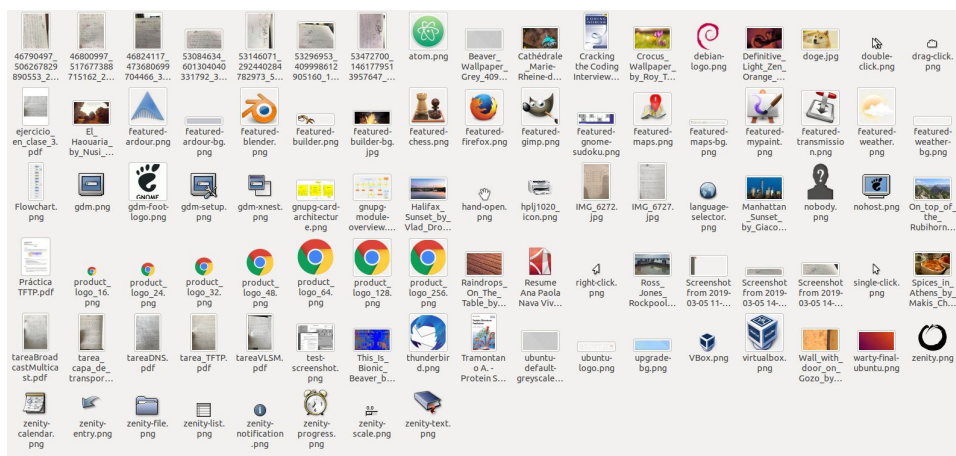 46790497_ 46800997_ 46824117_ 53084634_ 53146071_ 53296953_ 53472700_ atom.png Beaver_ Cathédrale Cracking Crocus_ debian- Definitive_ doge.jpg double- drag-click.
506267829 517677388 473680699 601304040 292440284 409998612 146177951 Wallpaper_ _Marie- the Coding Wallpaper_ logo.png Light_Zen_ click.png png
890553_2... 715162_2... 704466_3... 331792_3... 782973_5... 905160_1... 3957647_... Grey_409... Rheine-d... Interview... by_Roy_T... Orange_...
ejercicio_ El_ featured- featured- featured- featured- featured- featured- featured- featured- featured- featured- featured- featured- featured- featured- featured-
en_clase_3. Haouaria_ ardour.png ardour-bg. blender. builder.png builder-bg. chess.png firefox.png gimp.png gnome- maps.png maps-bg. mypaint. transmissio weather. weather-
pdf by_Nusi_... png png jpg sudoku.png png png n.png png bg.png
GNOME
Flowchart. gdm.png gdm-foot- gdm-setup. gdm-xnest. gnupg-card- gnupg- Halifax_ hand-open. hplj1020_ IMG_6272. IMG_6727. language- Manhattan nobody. nohost.png On_top_of
png logo.png png png architectur module- Sunset_by_ png icon.png jpg jpg selector. _Sunset_ png _the_
e.png overview.... Vlad_Dro... png by_Giaco... Rubihorn...
Práctica product_ product_ product_ product_ product_ product_ product_ Raindrops_ Resume right-click. Ross_ Screenshot Screenshot Screenshot single-click. Spices_in_
TFTP.pdf logo_16. logo_24. logo_32. logo_48. logo_64. logo_128. logo_256. On_The_ Ana Paola png Jones_ from 2019- from 2019- from 2019- png Athens_by_
png png png png png png png Table_by... Nava Viv... Rockpool... 03-05 11-... 03-05 14-... 03-05 14-... Makis_Ch...
tareaBroad tarea_ tareaDNS. tarea_TFTP. tareaVLSM. test- This_Is_ thunderbir Tramontan ubuntu- ubuntu- upgrade- VBox.png virtualbox. Wall_with_ warty-final- zenity.png
castMultica capa_de_ pdf pdf pdf screenshot. Bionic_ d.png o A. - default- logo.png bg.png png door_on_ ubuntu.png
st.pdf transpor... png Beaver_b... Protein S... greyscale... Gozo_by...
zenity- zenity- zenity-file. zenity-list. zenity- zenity- zenity- zenity-text.
calendar. entry.png png png notification progress. scale.png png
png .png png